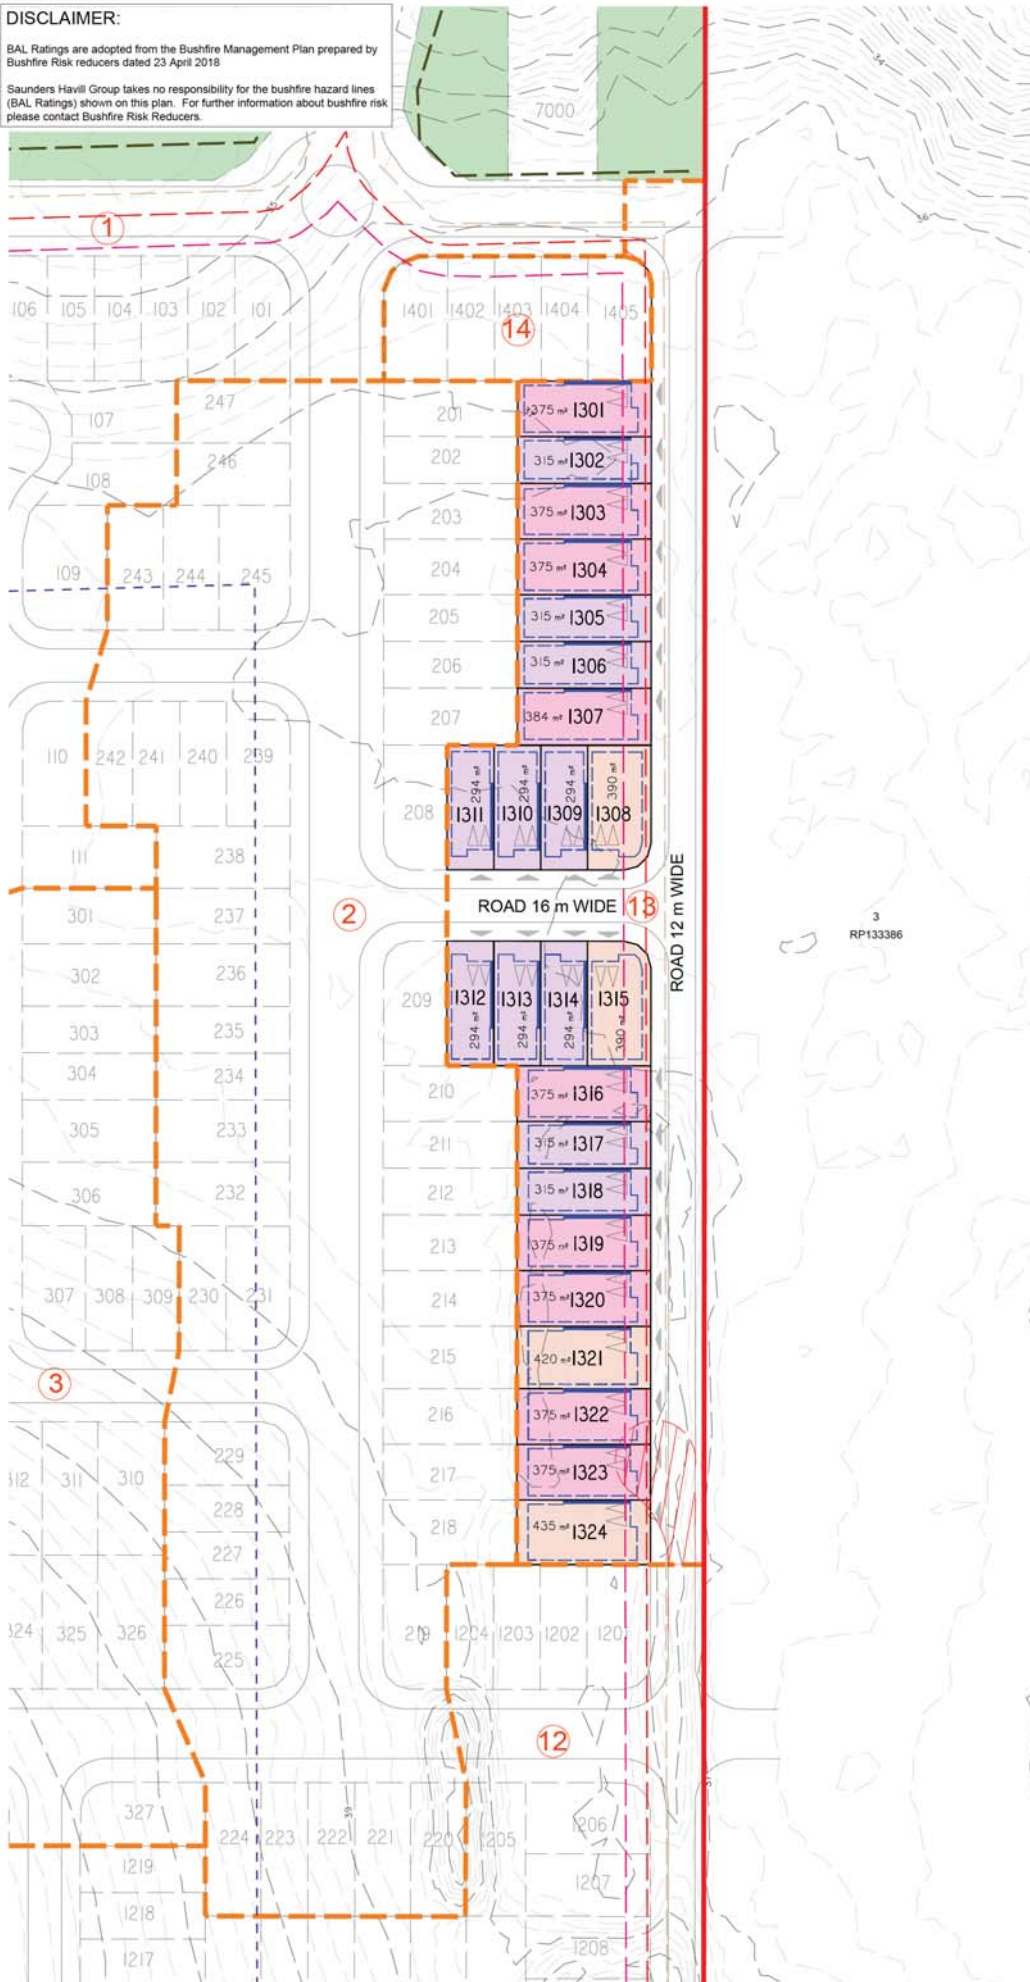 DISCLAIMER:
BAL Ratings are adopted from the Bushfire Management Plan prepared by
Bushfire Risk reducers dated 23 April 2018
Saunders Havill Group takes no responsibility for the bushfire hazard lines
(BAL Ratings) shown on this plan. For further information about bushfire risk
please contact Bushfire Risk Reducers.
7000
34
35
36
1
106 105 104 103 102 101
1401 1402 1403 1404 1405
14
247
107
246
108
109 243 244 245
201
202
203
204
205
206
207
375 m² 1301
315 m² 1302
375 m² 1303
375 m² 1304
315 m² 1305
315 m² 1306
384 m² 1307
110 242 241 240 239
208
294 m² 294 m² 294 m² 390 m²
1311 1310 1309 1308
111
238
301
237
302
236
303
235
304
234
305
233
306
232
307 308 309 230 231
2
ROAD 16 m WIDE
13
ROAD 12 m WIDE
3
RP133386
209
1312 1313 1314 1315
294 m² 294 m² 294 m² 390 m²
210
211
212
213
214
215
216
217
218
375 m² 1316
315 m² 1317
315 m² 1318
375 m² 1319
375 m² 1320
420 m² 1321
375 m² 1322
375 m² 1323
435 m² 1324
3
312 311 310
229
228
227
226
225
324 325 326
219 1204 1203 1202 120
12
37
39
327
224 223 222 221 220 1205
1206
1207
1208
1219
1218
1217